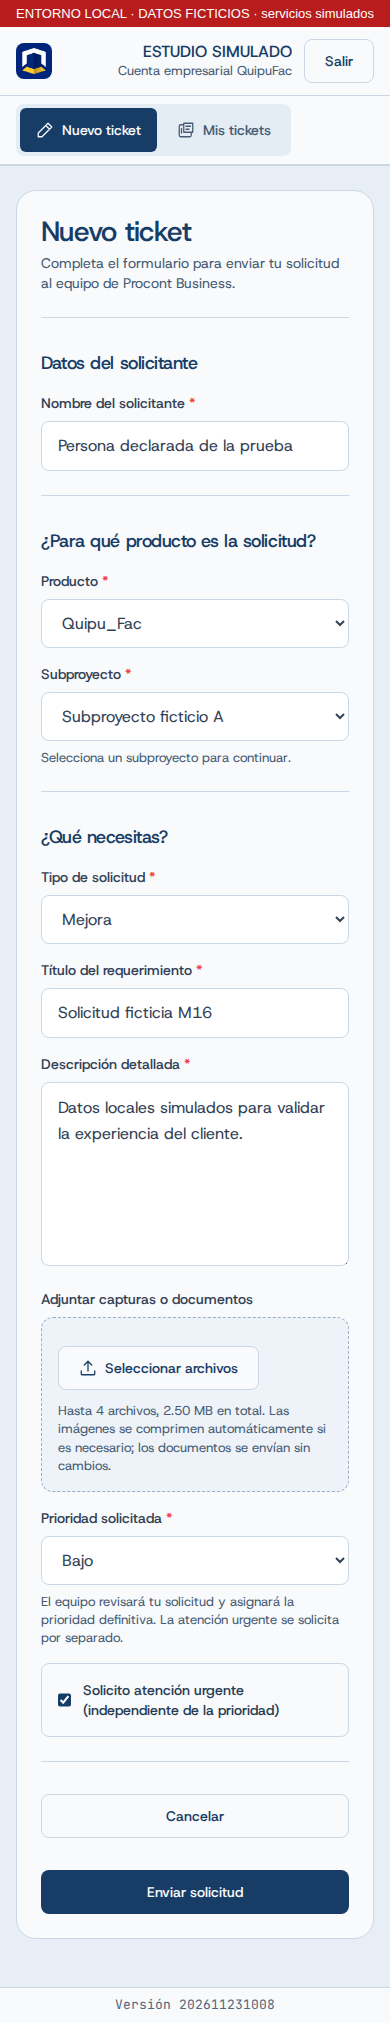 ENTORNO LOCAL · DATOS FICTICIOS · servicios simulados
ESTUDIO SIMULADO
Cuenta empresarial QuipuFac
Salir
Nuevo ticket
Mis tickets
Nuevo ticket
Completa el formulario para enviar tu solicitud
al equipo de Procont Business.
Datos del solicitante
Nombre del solicitante *
Persona declarada de la prueba
¿Para qué producto es la solicitud?
Producto *
Quipu_Fac
Subproyecto *
Subproyecto ficticio A
Selecciona un subproyecto para continuar.
¿Qué necesitas?
Tipo de solicitud *
Mejora
Título del requerimiento *
Solicitud ficticia M16
Descripción detallada *
Datos locales simulados para validar
la experiencia del cliente.
Adjuntar capturas o documentos
Seleccionar archivos
Hasta 4 archivos, 2.50 MB en total. Las
imágenes se comprimen automáticamente si
es necesario; los documentos se envían sin
cambios.
Prioridad solicitada *
Bajo
El equipo revisará tu solicitud y asignará la
prioridad definitiva. La atención urgente se solicita
por separado.
Solicito atención urgente
(independiente de la prioridad)
Cancelar
Enviar solicitud
Versión 202611231008